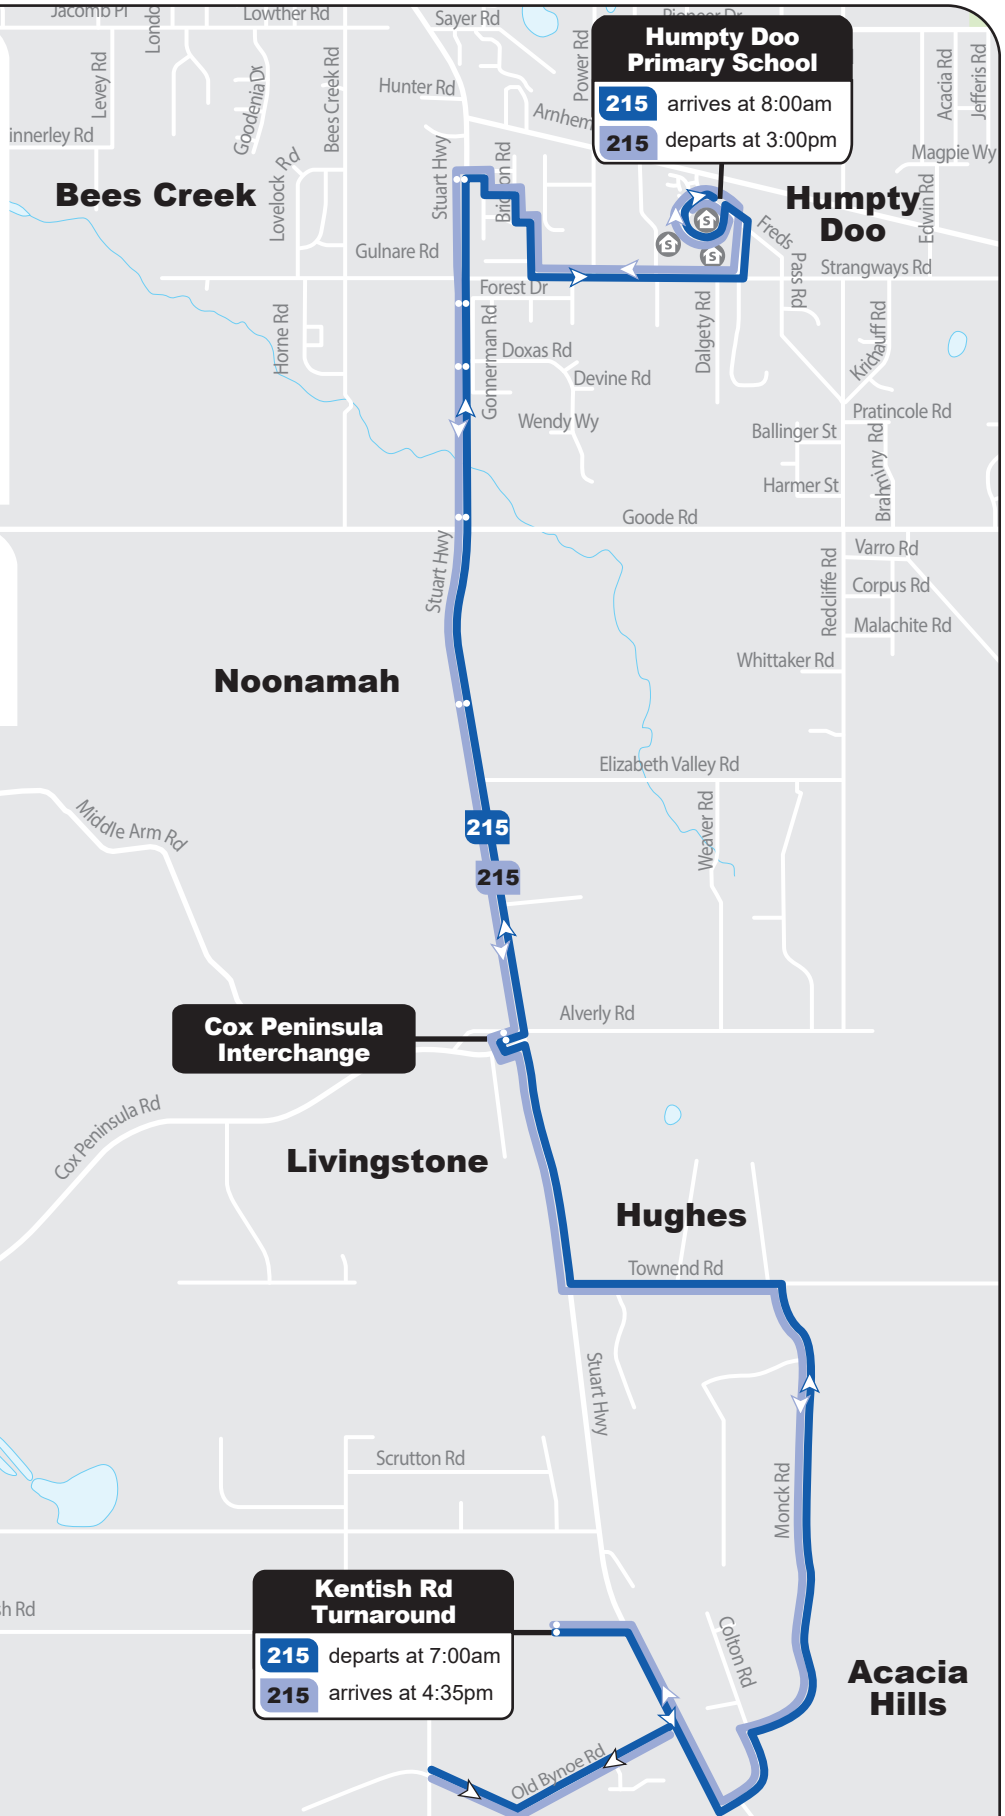 Jacomb Pl
Lowther Rd
Sayer Rd
Pioneer Dr
Levey Rd
Goodenia Dr
Bees Creek Rd
Hunter Rd
Power Rd
Humpty Doo
Primary School
215 arrives at 8:00am
215 departs at 3:00pm
Acacia Rd
Jefferis Rd
innerley Rd
Magpie Wy
Bees Creek
Lovelock Rd
Stuart Hwy
S
S
S
Humpty
Doo
Edwin Rd
Gulnare Rd
Freds
Pass Rd
Strangways Rd
Forest Dr
Horne Rd
Gonnerman Rd
Doxas Rd
Devine Rd
Dalgety Rd
Krichauff Rd
Wendy Wy
Pratincole Rd
Ballinger St
Harmer St
Brahminy Rd
Goode Rd
Stuart Hwy
Varro Rd
Redcliffe Rd
Corpus Rd
Malachite Rd
Whittaker Rd
Noonamah
Elizabeth Valley Rd
Middle Arm Rd
Weaver Rd
215
215
Alverly Rd
Cox Peninsula
Interchange
Cox Peninsula Rd
Livingstone
Hughes
Townend Rd
Stuart Hwy
Scrutton Rd
Monck Rd
Kentish Rd
Turnaround
215 departs at 7:00am
215 arrives at 4:35pm
sh Rd
Colton Rd
Acacia
Hills
Old Bynoe Rd